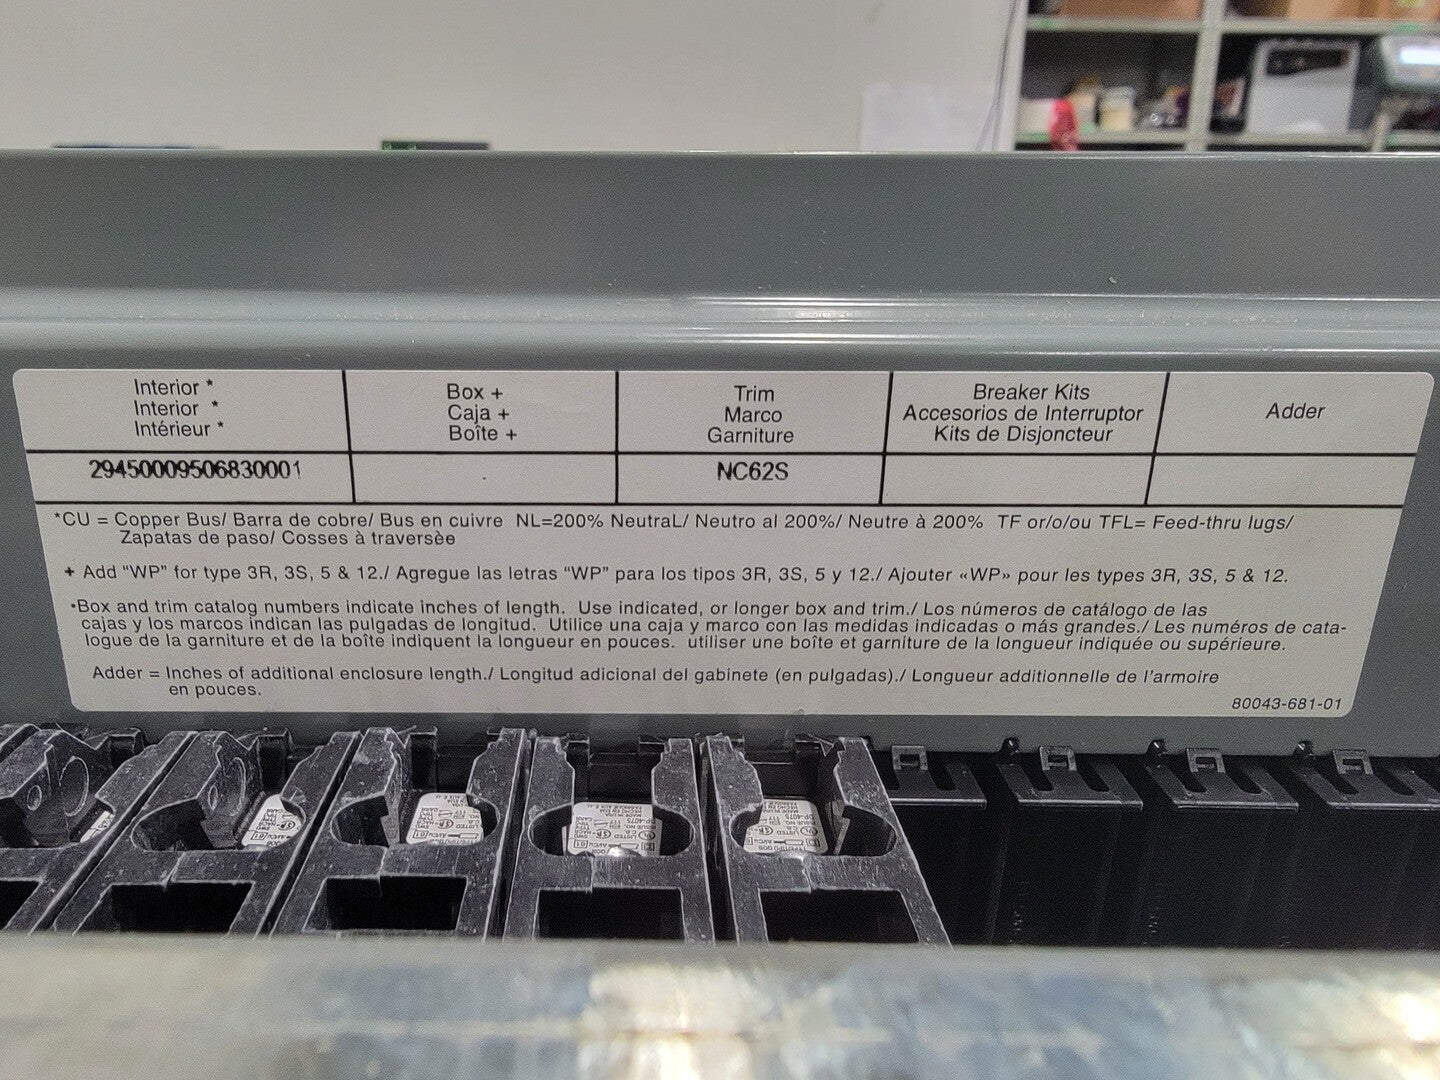 Interior *
Interior *
Intérieur *
Box +
Caja +
Boîte +
Trim
Marco
Garniture
Breaker Kits
Accesorios de Interruptor
Kits de Disjoncteur
Adder
29450009506830001
NC62S
*CU = Copper Bus/ Barra de cobre/ Bus en cuivre NL=200% NeutraL/ Neutro al 200%/ Neutre à 200% TF or/o/ou TFL= Feed-thru lugs/
Zapatas de paso/ Cosses à traversèe
+ Add "WP" for type 3R, 3S, 5 & 12./ Agregue las letras "WP" para los tipos 3R, 3S, 5 y 12./ Ajouter «WP» pour les types 3R, 3S, 5 & 12.
•Box and trim catalog numbers indicate inches of length. Use indicated, or longer box and trim./ Los números de catálogo de las
cajas y los marcos indican las pulgadas de longitud. Utilice una caja y marco con las medidas indicadas o más grandes./ Les numéros de cata-
logue de la garniture et de la boîte indiquent la longueur en pouces. utiliser une boîte et garniture de la longueur indiquée ou supérieure.
Adder = Inches of additional enclosure length./ Longitud adicional del gabinete (en pulgadas)./ Longueur additionnelle de l'armoire
en pouces.
80043-681-01